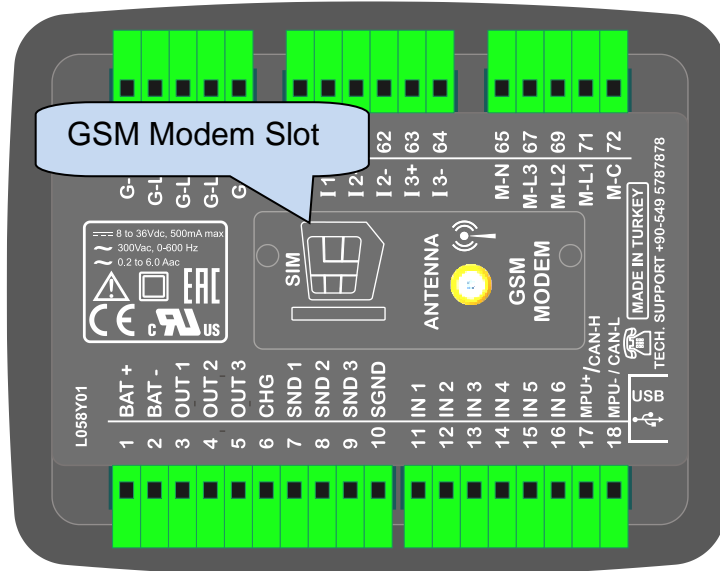 GSM Modem Slot
62
63
64
65
67
69
71
72
I2-
I3+
I3-
M-N
M-L3
M-L2
M-L1
M-C
8 to 36Vdc, 500mA max
300Vac, 0-600 Hz
0.2 to 6.0 Aac
EAC
CE
c UR US
SIM
ANTENNA
GSM
MODEM
MADE IN TURKEY
TECH. SUPPORT +90-549 5787878
USB
L058Y01
1 BAT +
2 BAT -
3 OUT 1
4 OUT 2
5 OUT 3
6 CHG
7 SND 1
8 SND 2
9 SND 3
10 SGND
11 IN 1
12 IN 2
13 IN 3
14 IN 4
15 IN 5
16 IN 6
17 MPU+/CAN-H
18 MPU- / CAN-L